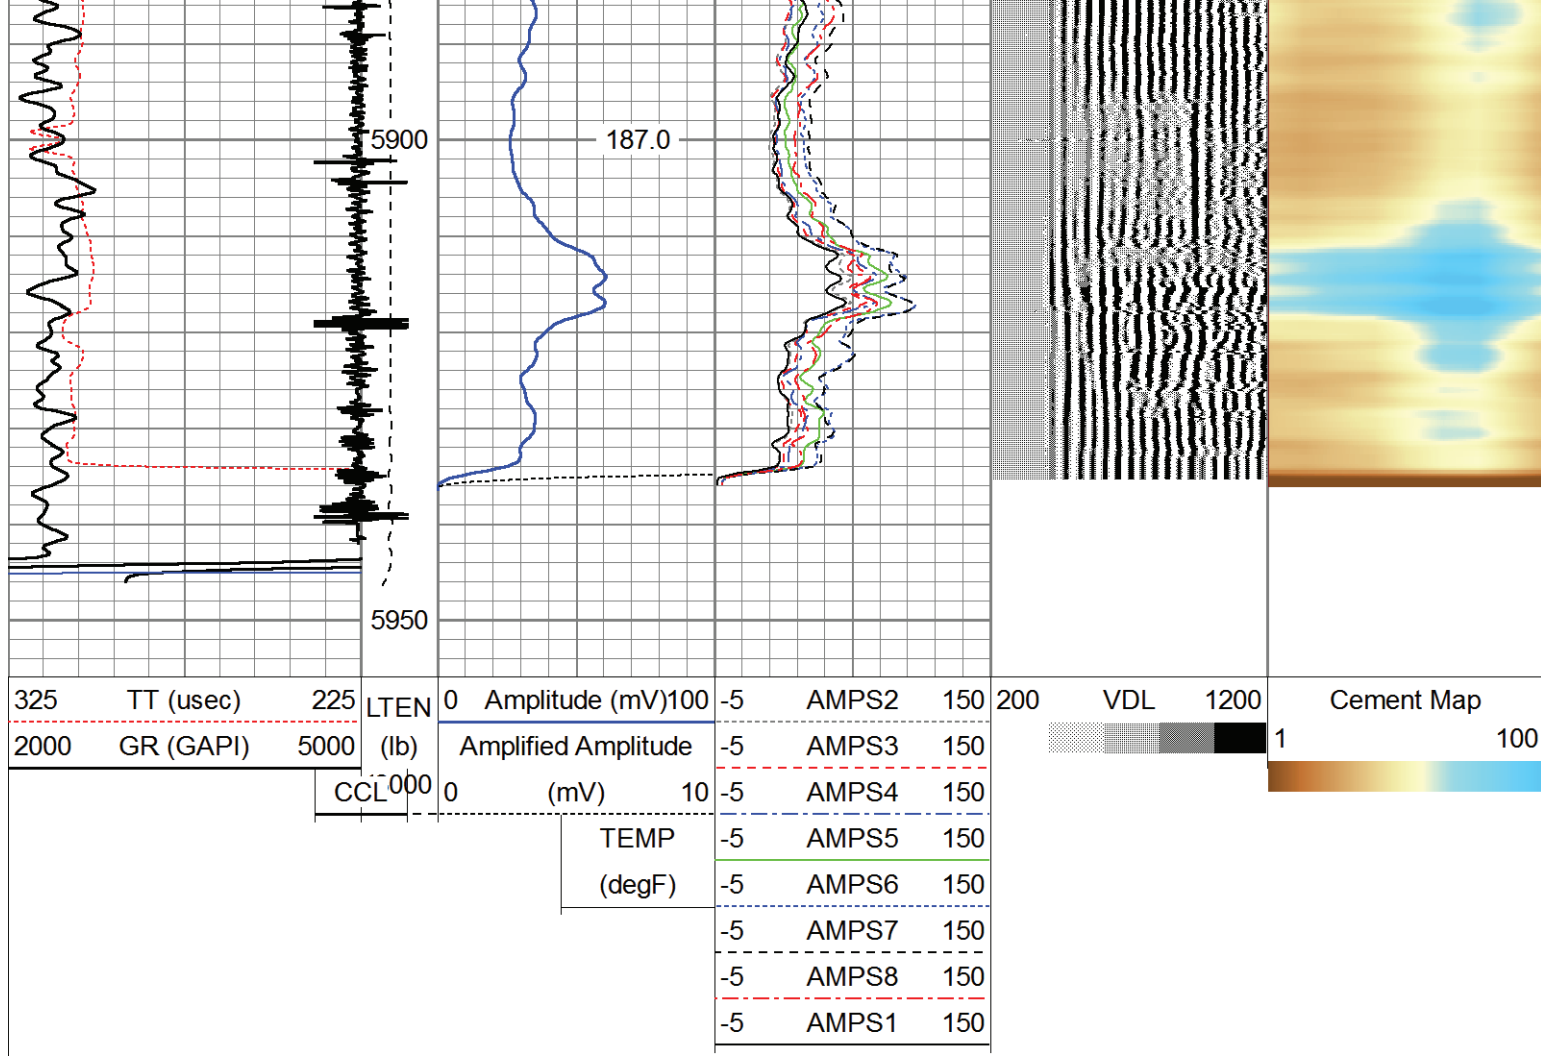 5900
187.0
5950
325 TT (usec) 225
2000 GR (GAPI) 5000
LTEN
(lb)
000
CCL
0 Amplitude (mV)100
Amplified Amplitude
0 (mV) 10
TEMP
(degF)
-5 AMPS2 150
-5 AMPS3 150
-5 AMPS4 150
-5 AMPS5 150
-5 AMPS6 150
-5 AMPS7 150
-5 AMPS8 150
-5 AMPS1 150
200 VDL 1200
Cement Map
1 100